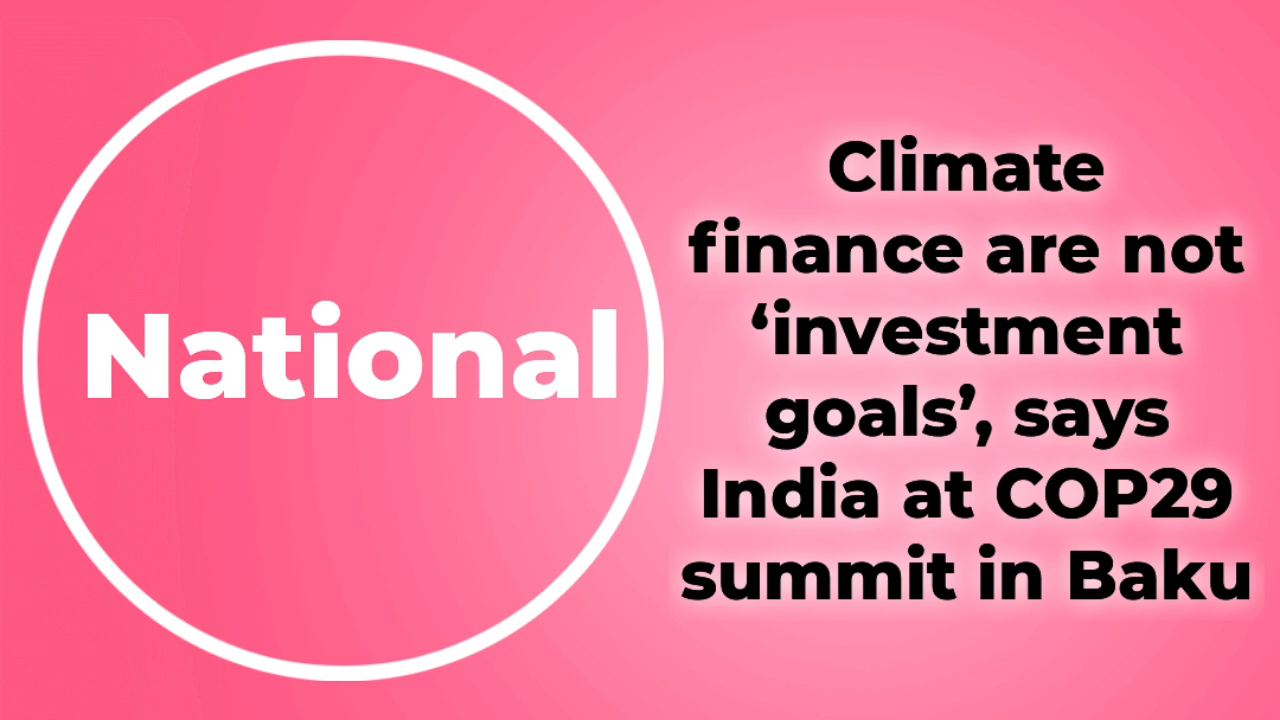 National
Climate
finance are not
‘investment
goals’, says
India at COP29
summit in Baku